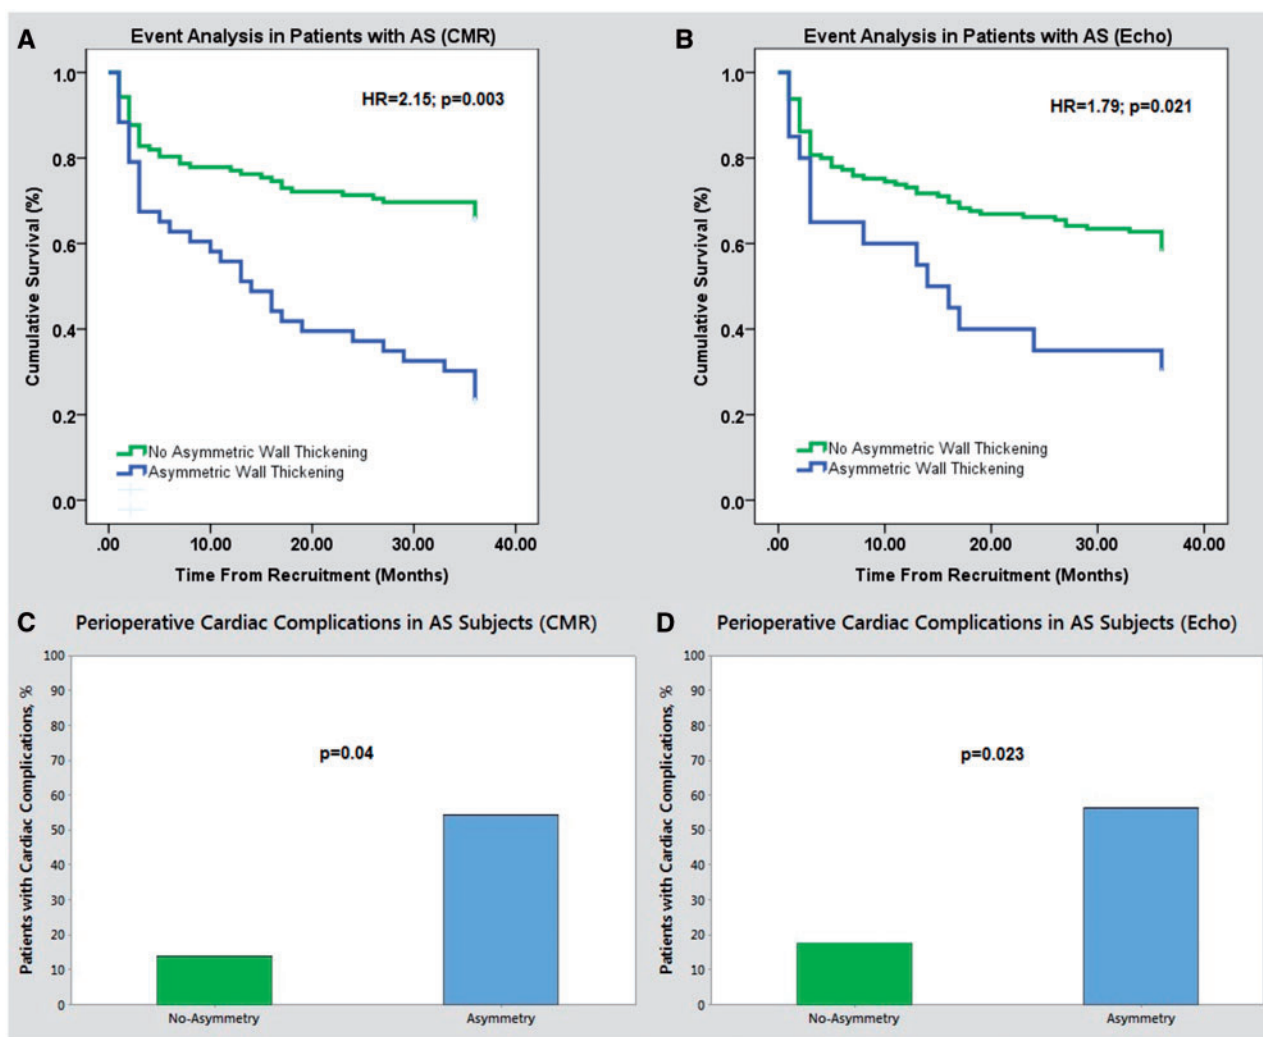 A
Event Analysis in Patients with AS (CMR)
HR=2.15; p=0.003
Cumulative Survival (%)
1.0
0.8
0.6
0.4
0.2
0.0
No Asymmetric Wall Thickening
Asymmetric Wall Thickening
.00 10.00 20.00 30.00 40.00
Time From Recruitment (Months)
B
Event Analysis in Patients with AS (Echo)
HR=1.79; p=0.021
Cumulative Survival (%)
1.0
0.8
0.6
0.4
0.2
0.0
No Asymmetric Wall Thickening
Asymmetric Wall Thickening
.00 10.00 20.00 30.00 40.00
Time From Recruitment (Months)
C
Perioperative Cardiac Complications in AS Subjects (CMR)
Patients with Cardiac Complications, %
100
90
80
70
60
50
40
30
20
10
0
p=0.04
No-Asymmetry Asymmetry
D
Perioperative Cardiac Complications in AS Subjects (Echo)
Patients with Cardiac Complications, %
100
90
80
70
60
50
40
30
20
10
0
p=0.023
No-Asymmetry Asymmetry